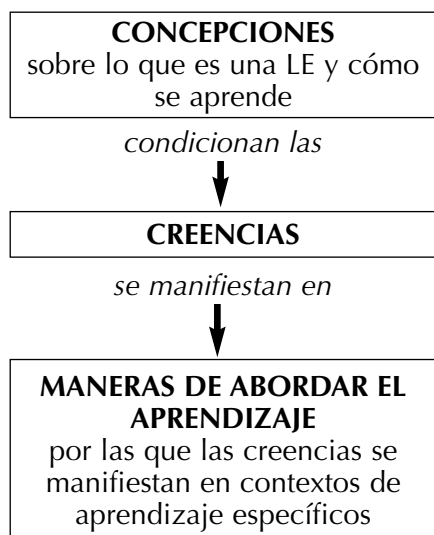 CONCEPCIONES
sobre lo que es una LE y cómo
se aprende
condicionan las
CREENCIAS
se manifiestan en
MANERAS DE ABORDAR EL
APRENDIZAJE
por las que las creencias se
manifiestan en contextos de
aprendizaje específicos